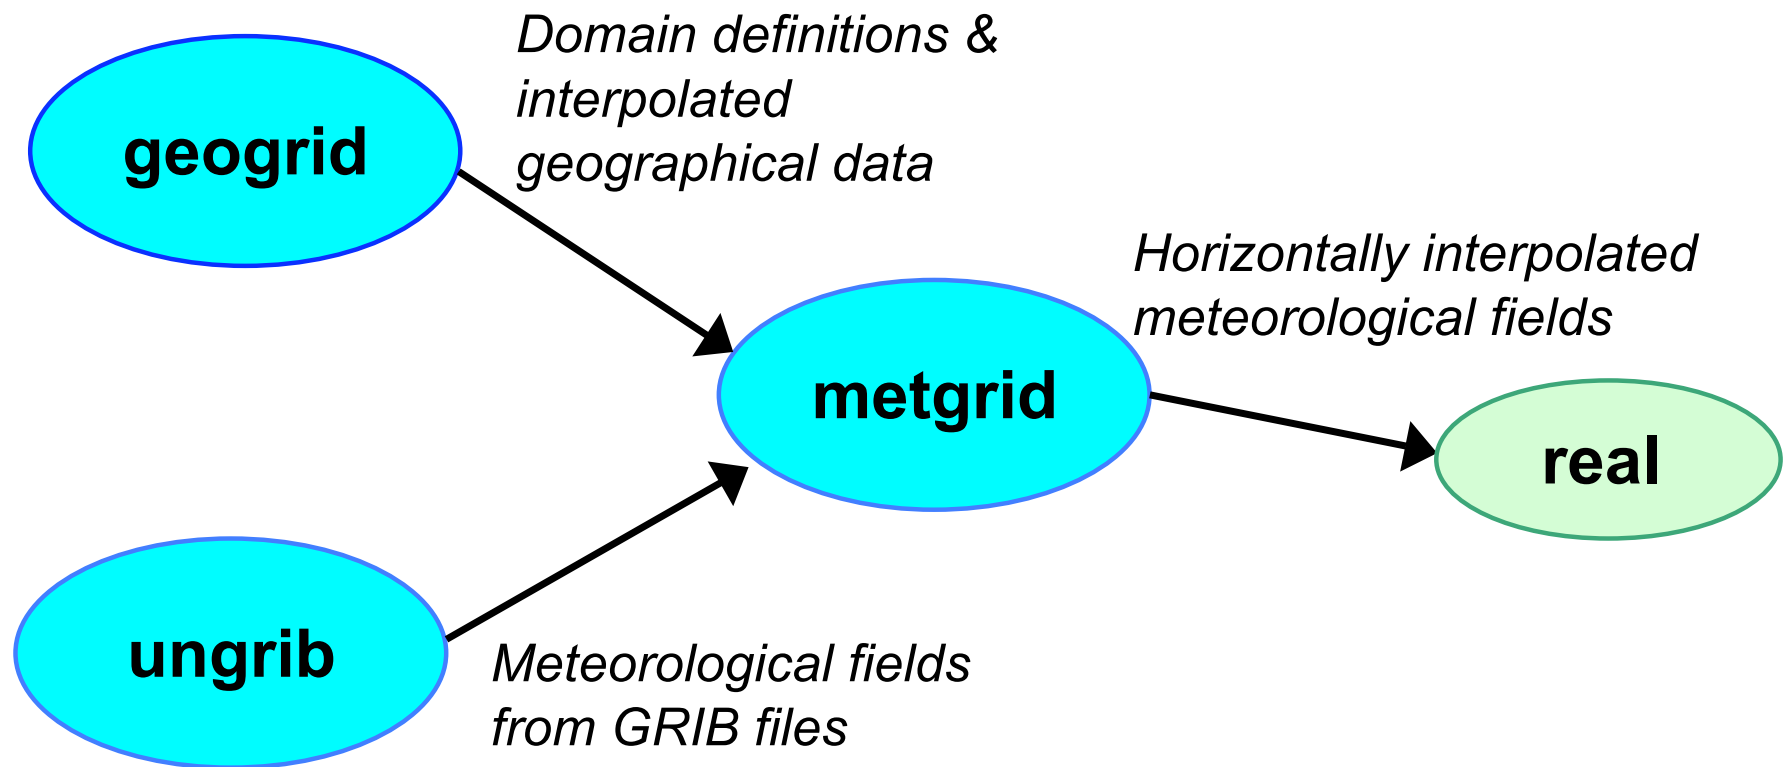 Domain definitions &
interpolated
geographical data
geogrid
Horizontally interpolated
meteorological fields
metgrid
real
ungrib
Meteorological fields
from GRIB files